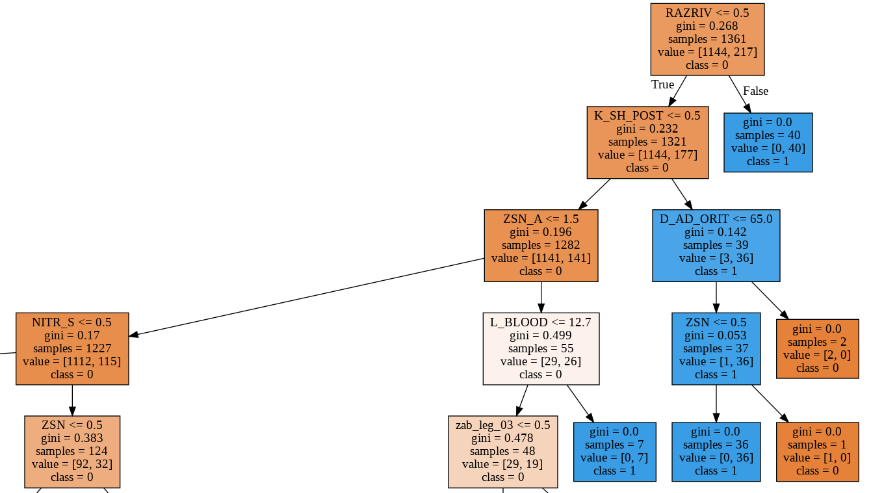 RAZRIV <= 0.5
gini = 0.268
samples = 1361
value = [1144, 217]
class = 0
True
False
K_SH_POST <= 0.5
gini = 0.232
samples = 1321
value = [1144, 177]
class = 0
gini = 0.0
samples = 40
value = [0, 40]
class = 1
ZSN_A <= 1.5
gini = 0.196
samples = 1282
value = [1141, 141]
class = 0
D_AD_ORIT <= 65.0
gini = 0.142
samples = 39
value = [3, 36]
class = 1
NITR_S <= 0.5
gini = 0.17
samples = 1227
value = [1112, 115]
class = 0
L_BLOOD <= 12.7
gini = 0.499
samples = 55
value = [29, 26]
class = 0
ZSN <= 0.5
gini = 0.053
samples = 37
value = [1, 36]
class = 1
gini = 0.0
samples = 2
value = [2, 0]
class = 0
ZSN <= 0.5
gini = 0.383
samples = 124
value = [92, 32]
class = 0
zab_leg_03 <= 0.5
gini = 0.478
samples = 48
value = [29, 19]
class = 0
gini = 0.0
samples = 7
value = [0, 7]
class = 1
gini = 0.0
samples = 36
value = [0, 36]
class = 1
gini = 0.0
samples = 1
value = [1, 0]
class = 0